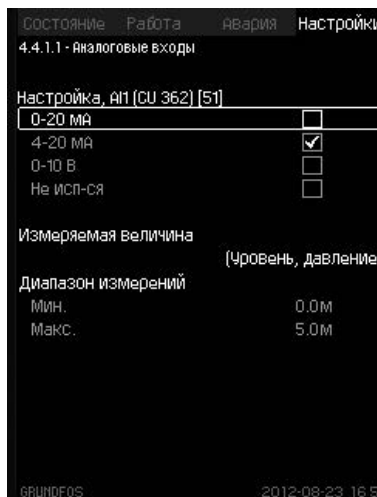 Состояние Работа Авария Настройки
4.4.1.1 - Аналоговые входы
Настройка, AI1 (CU 362) [51]
0-20 мА
4-20 мА
0-10 В
Не исп-ся
Измеряемая величина
(Уровень, давление
Диапазон измерений
Мин. 0.0м
Макс. 5.0м
GRUNDFOS 2012-08-23 16:5